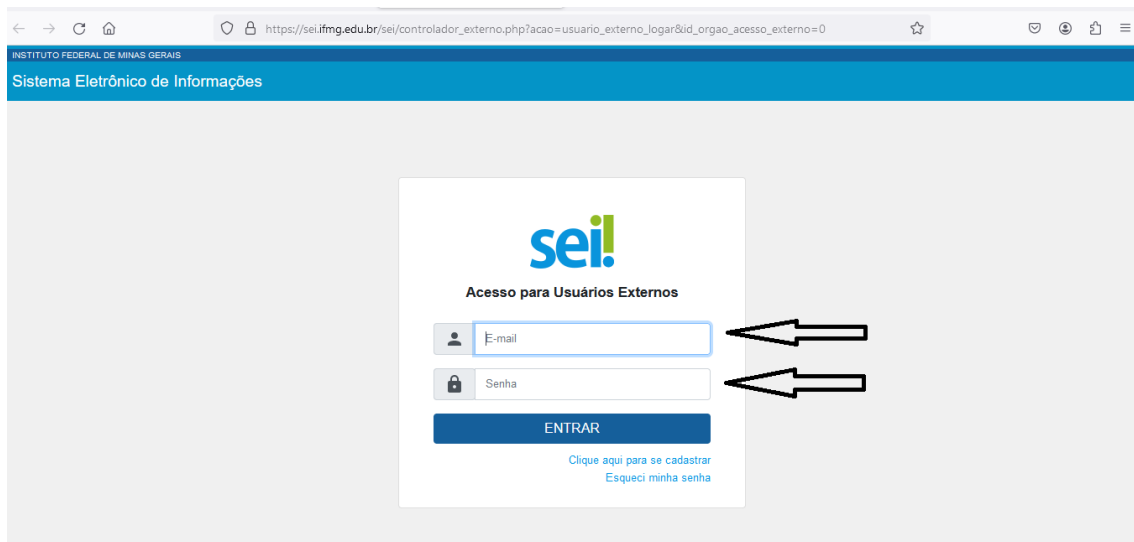 https://sei.ifmg.edu.br/sei/controlador_externo.php?acao=usuario_externo_logar&id_orgao_acesso_externo=0
INSTITUTO FEDERAL DE MINAS GERAIS
Sistema Eletrônico de Informações
sei!
Acesso para Usuários Externos
E-mail
Senha
ENTRAR
Clique aqui para se cadastrar
Esqueci minha senha